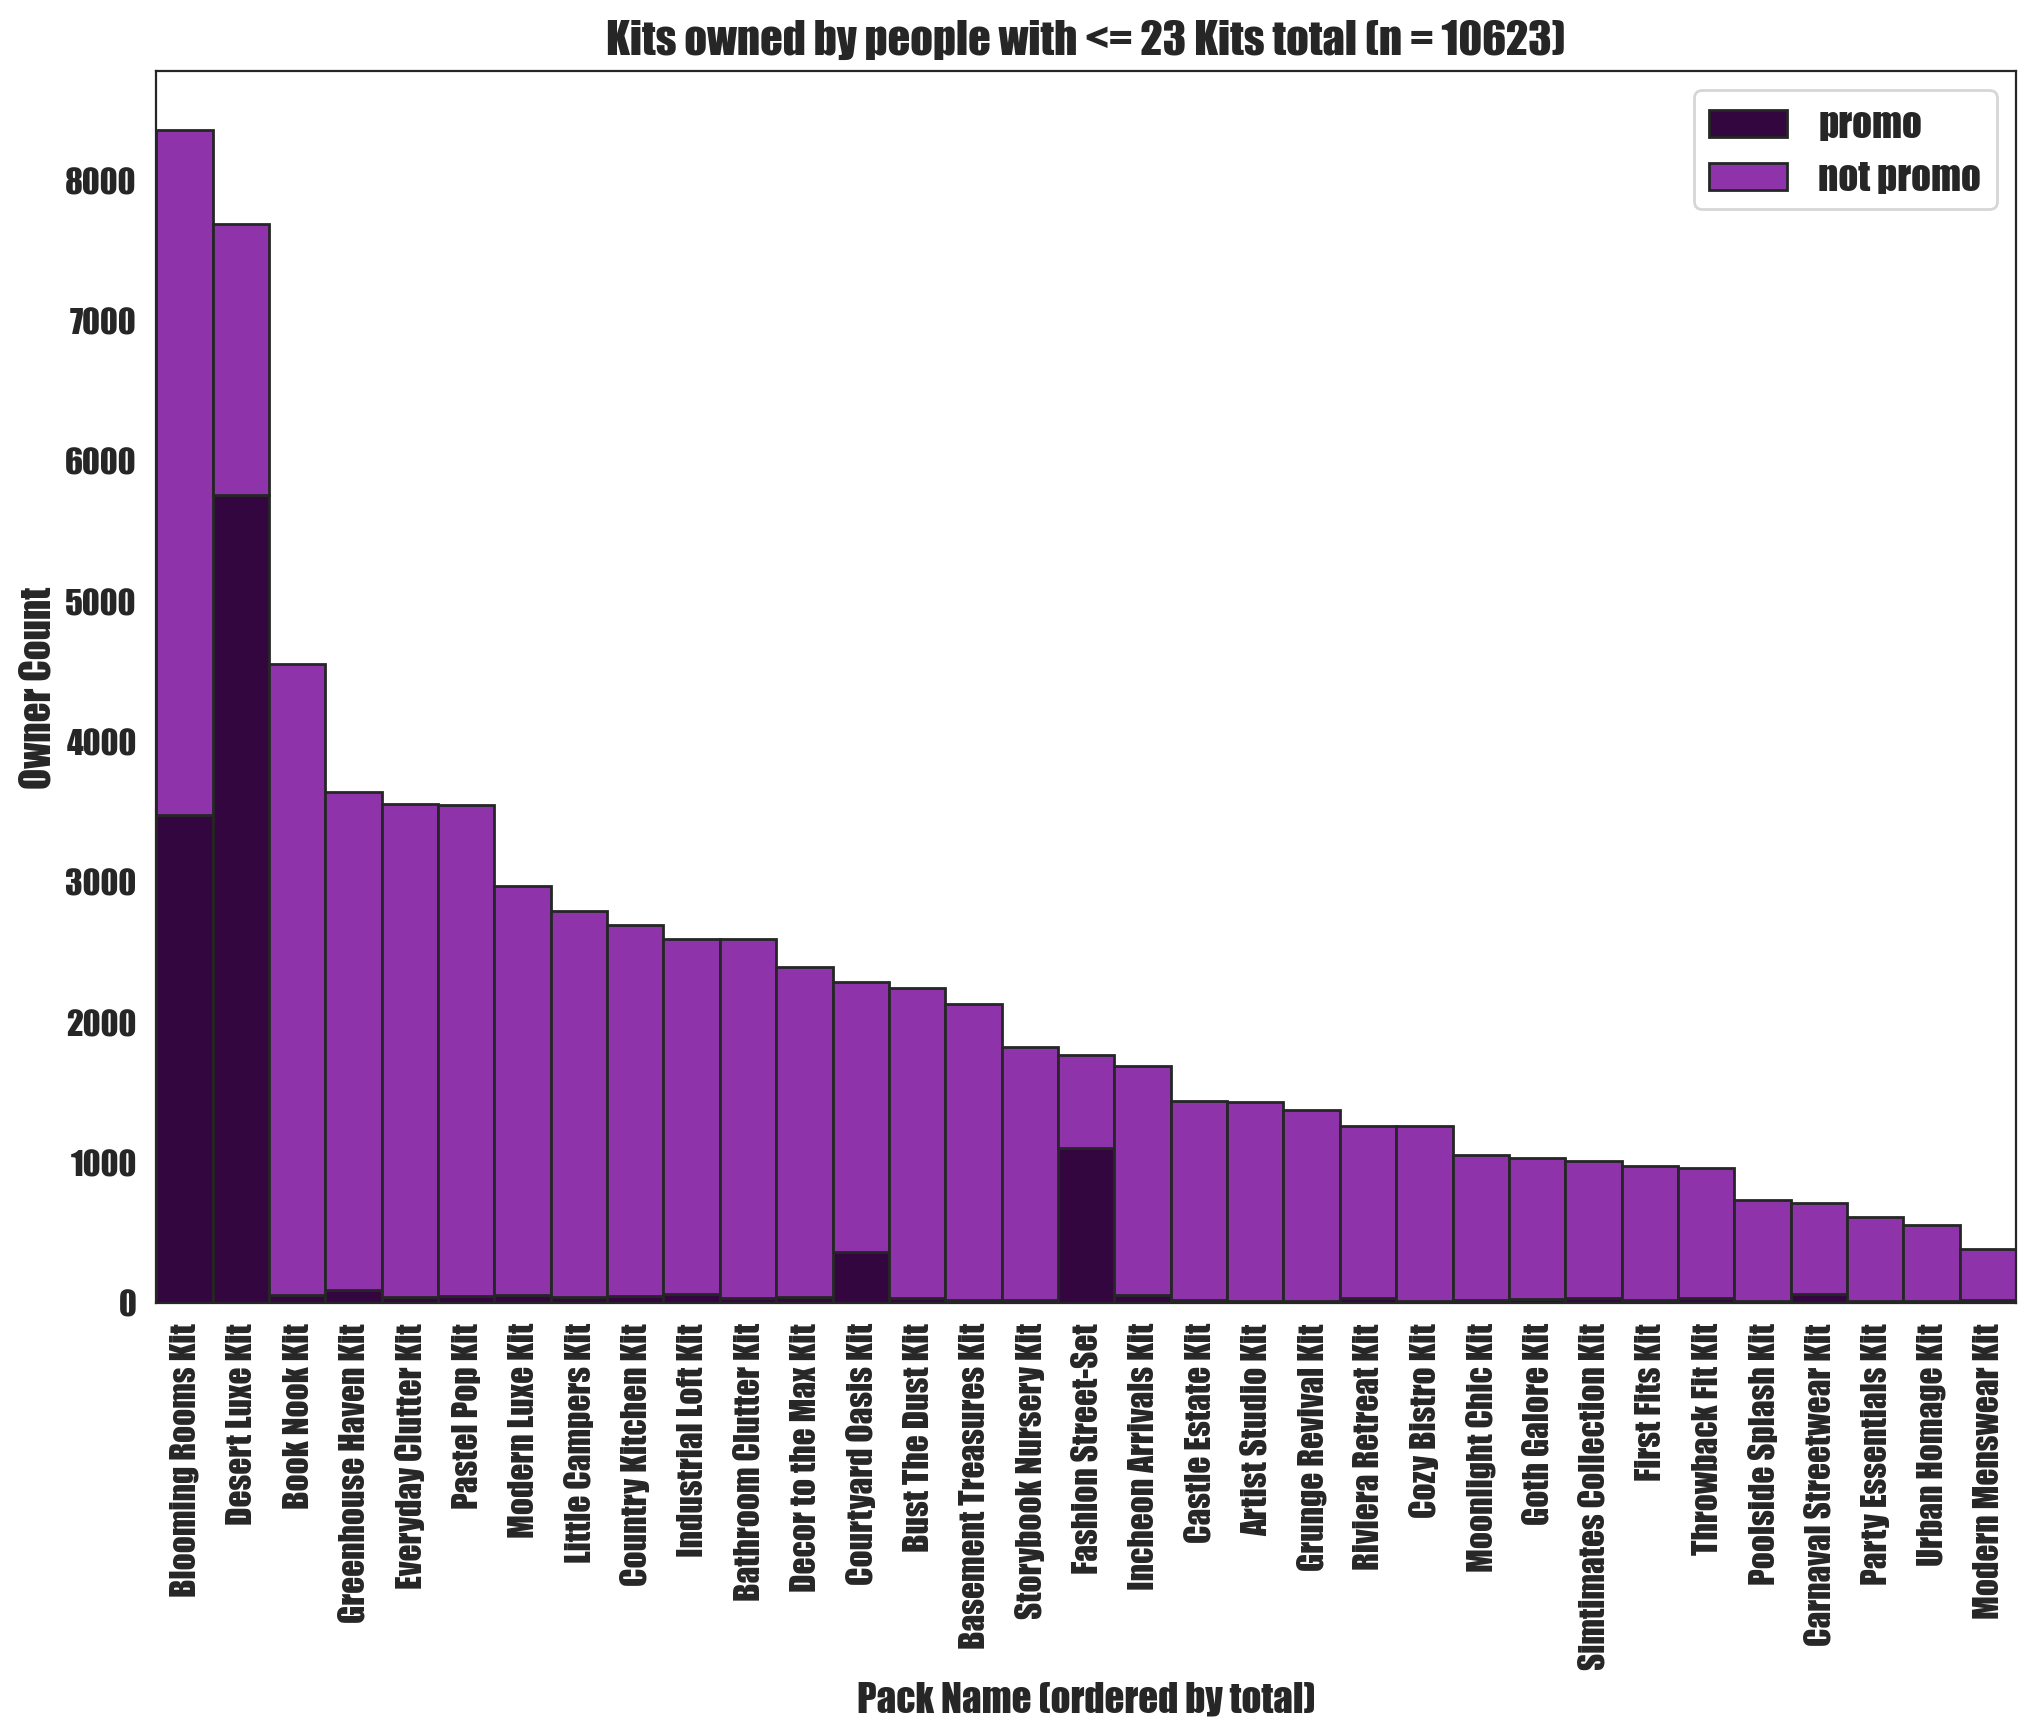 Kits owned by people with <= 23 Kits total (n = 10623)
promo
not promo
Owner Count
8000
7000
6000
5000
4000
3000
2000
1000
0
Blooming Rooms Kit
Desert Luxe Kit
Book Nook Kit
Greenhouse Haven Kit
Everyday Clutter Kit
Pastel Pop Kit
Modern Luxe Kit
Little Campers Kit
Country Kitchen Kit
Industrial Loft Kit
Bathroom Clutter Kit
Decor to the Max Kit
Courtyard Oasis Kit
Bust The Dust Kit
Basement Treasures Kit
Storybook Nursery Kit
Fashion Street-Set
Incheon Arrivals Kit
Castle Estate Kit
Artist Studio Kit
Grunge Revival Kit
Riviera Retreat Kit
Cozy Bistro Kit
Moonlight Chic Kit
Goth Galore Kit
Simtimates Collection Kit
First Fits Kit
Throwback Fit Kit
Poolside Splash Kit
Carnaval Streetwear Kit
Party Essentials Kit
Urban Homage Kit
Modern Menswear Kit
Pack Name (ordered by total)